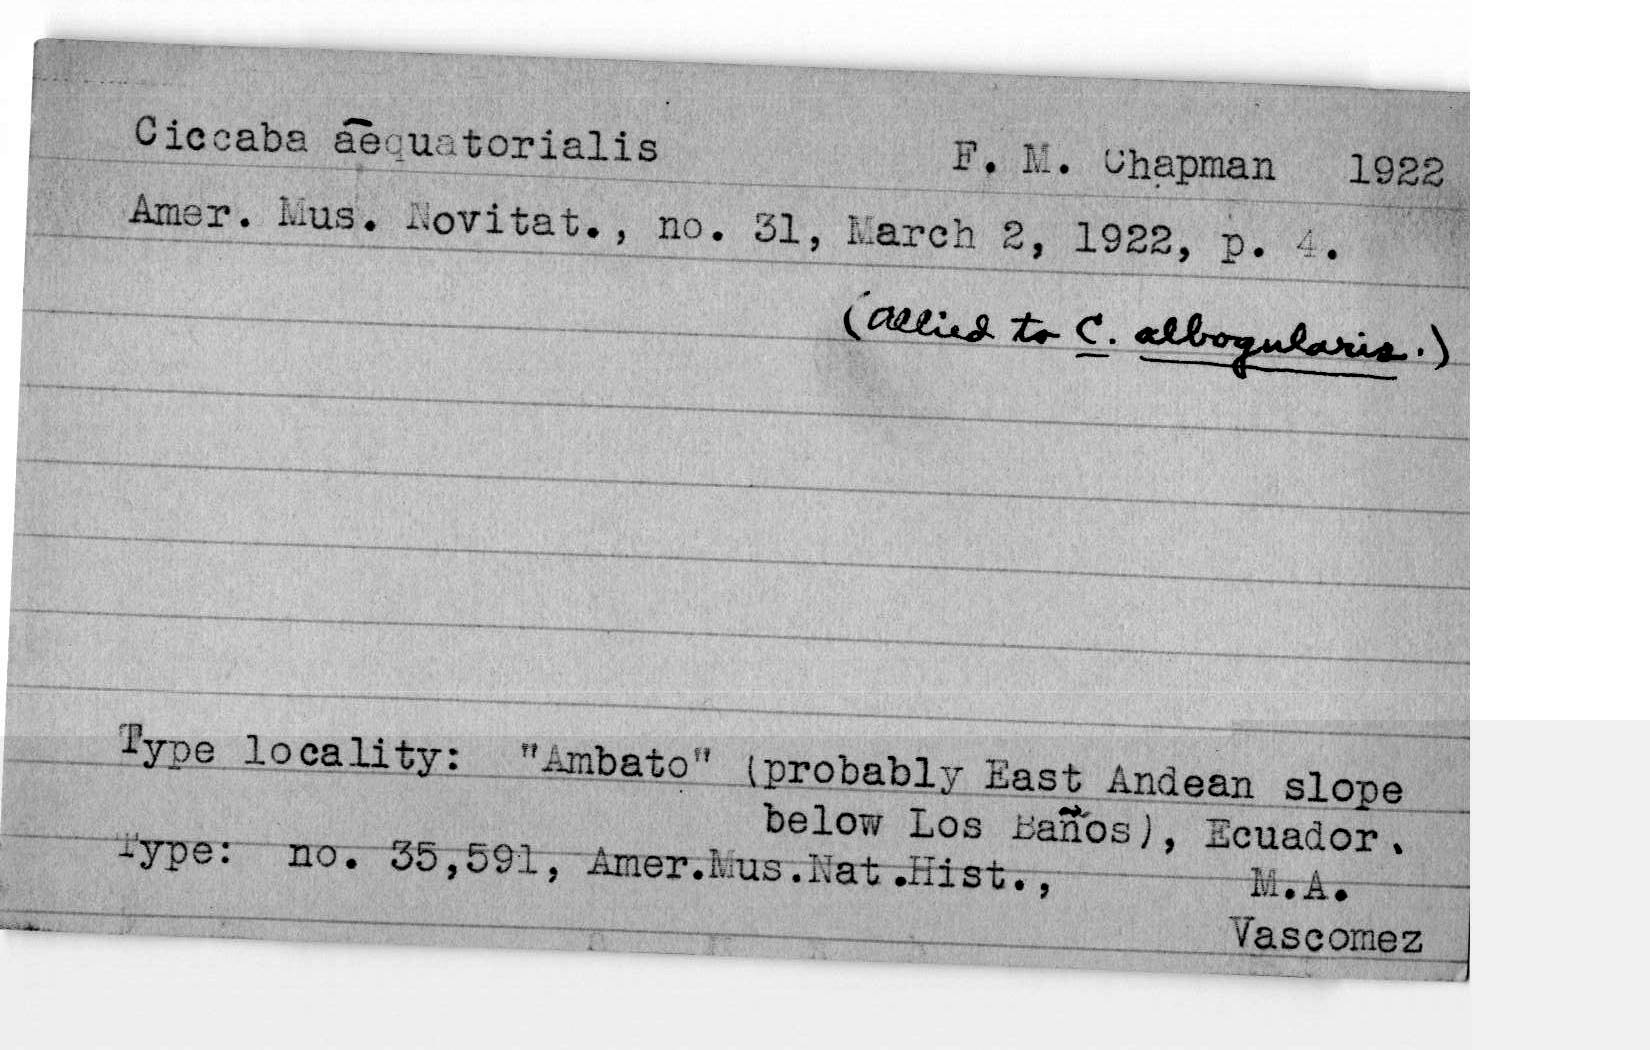 Ciccaba aequatorialis F. M. Chapman 1922
Amer. Mus. Novitat., no. 31, March 2, 1922, p. 4.
(Allied to C. albogularis.)
Type locality: "Ambato" (probably East Andean slope
below Los Baños), Ecuador.
Type: no. 35,591, Amer.Mus.Nat.Hist., M.A.
Vascomez